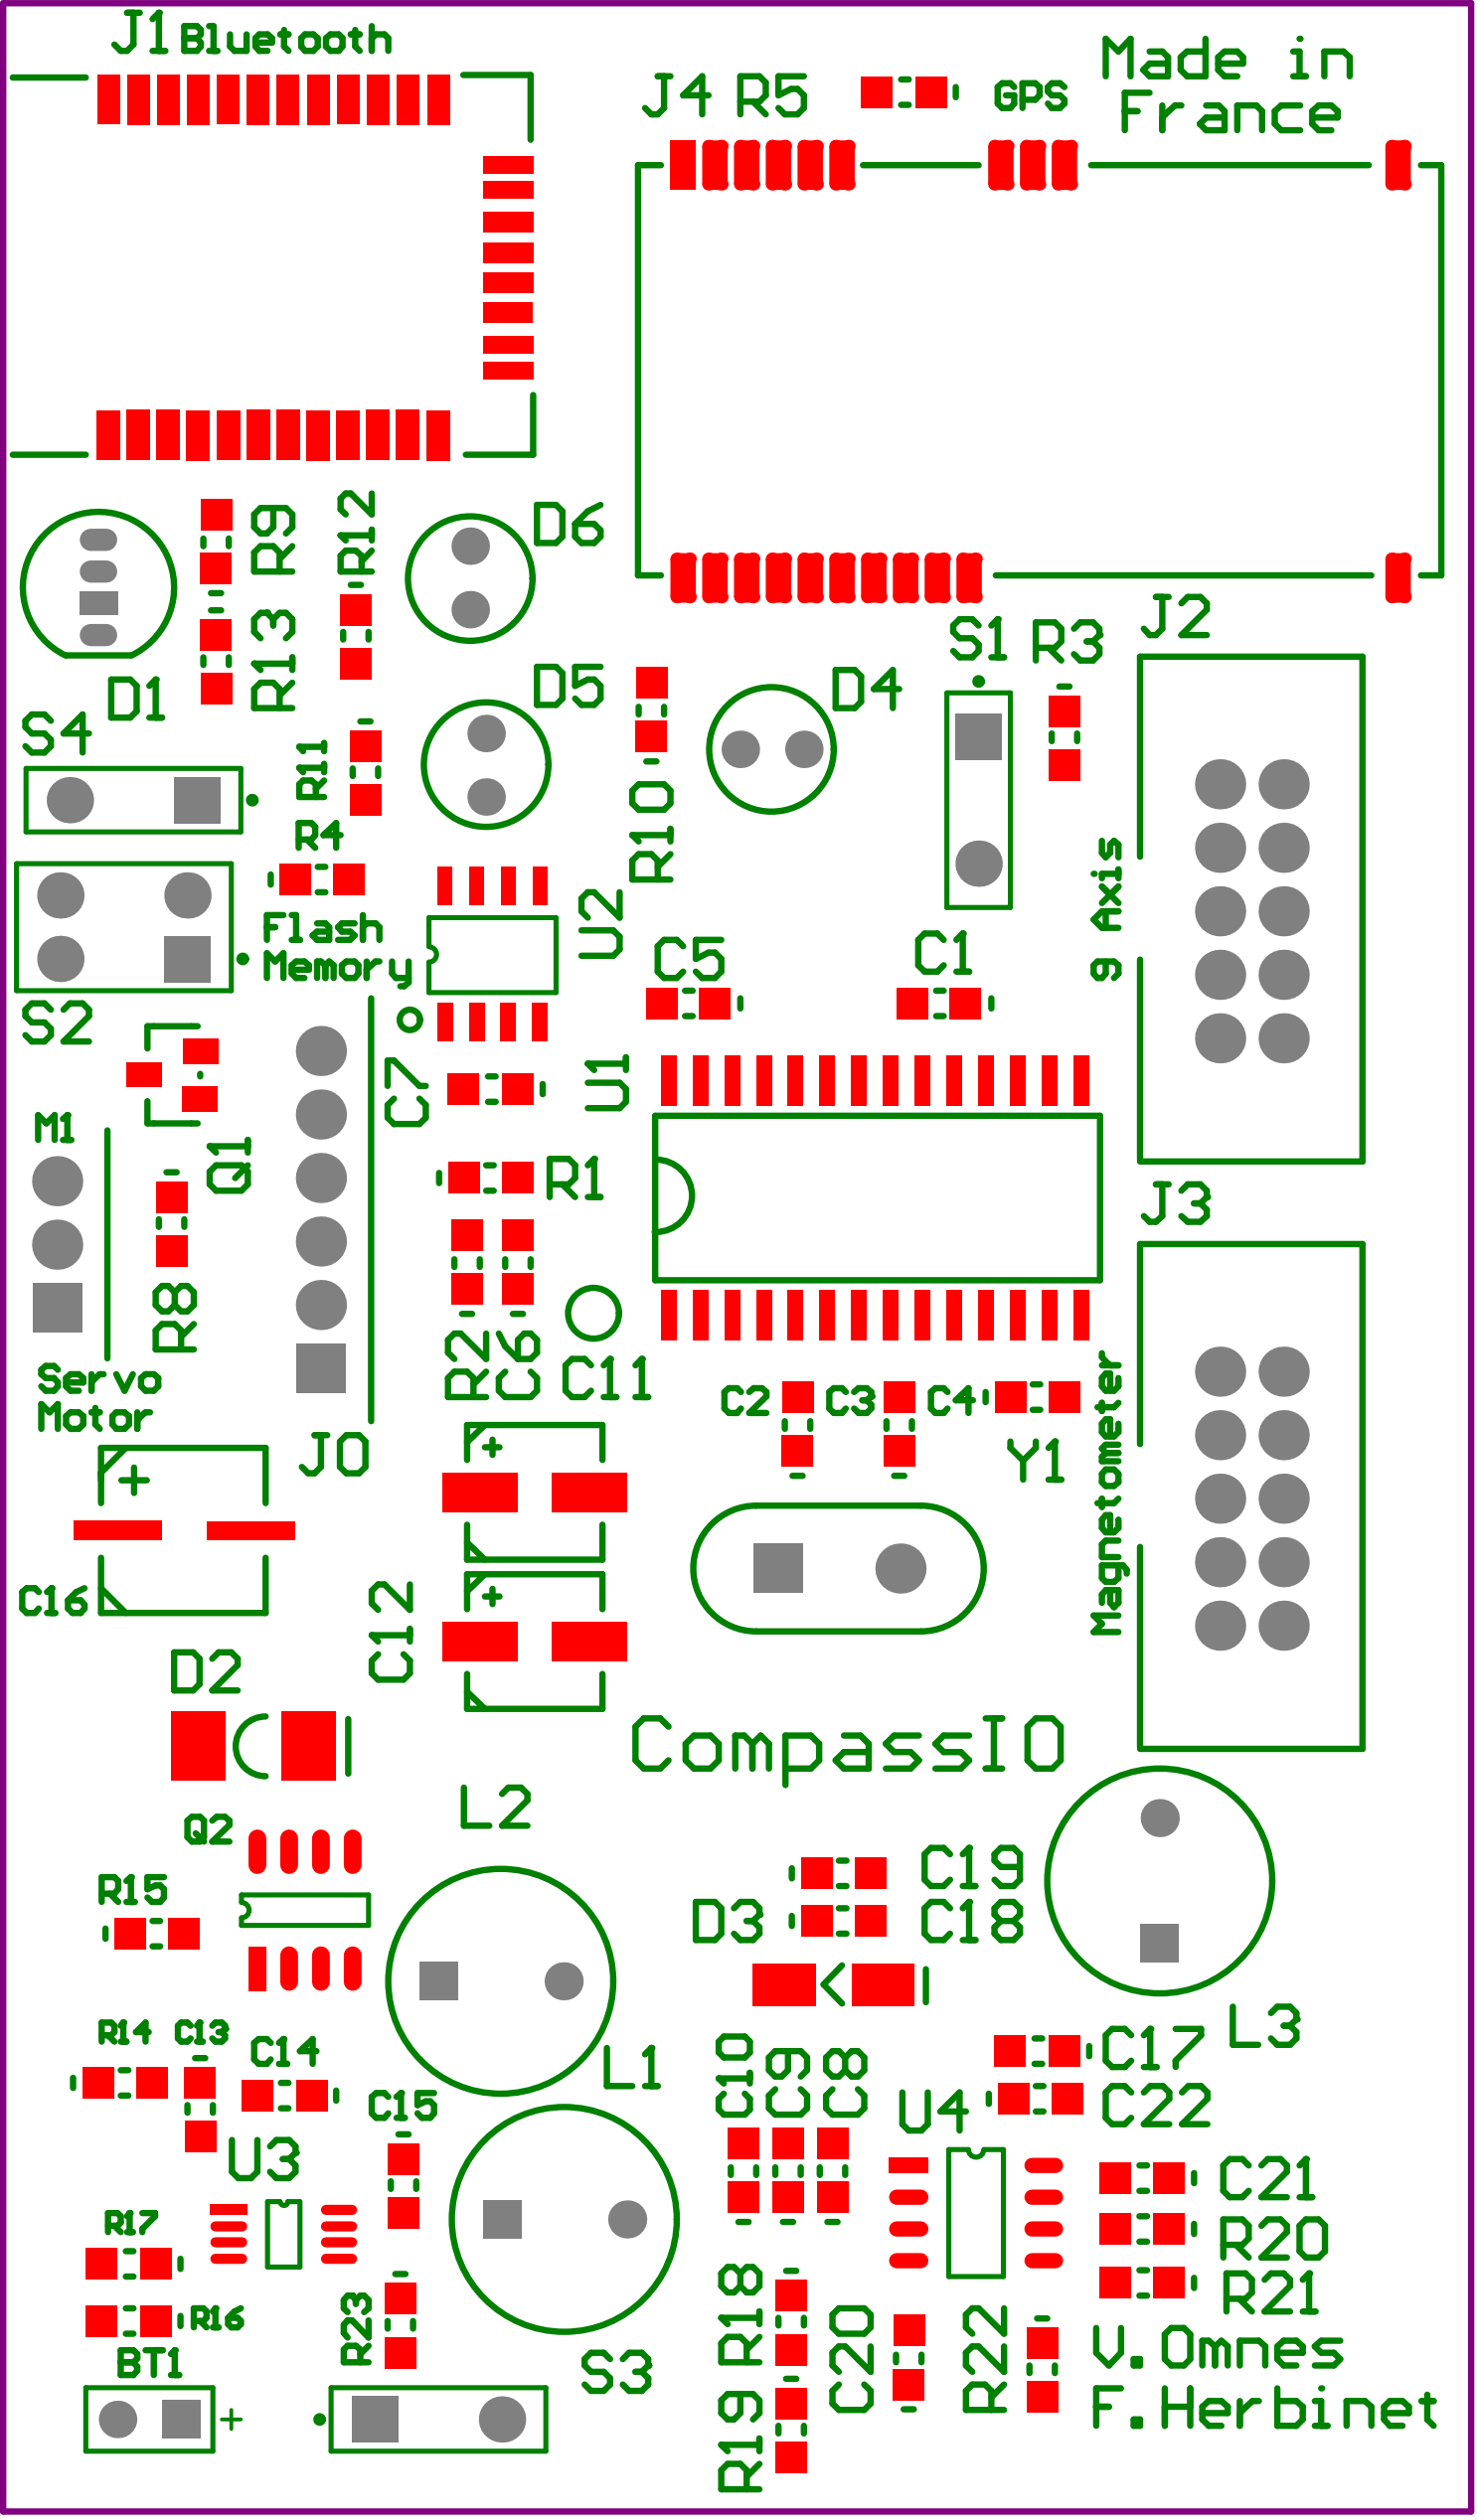 J1 Bluetooth
Made in
France
J4 R5
GPS
R9
R12
D6
R13
S1
R3
J2
D1
D5
D4
S4
R11
R10
R4
g Axis
Flash
Memory
U2
C5
C1
S2
C7
U1
M1
Q1
R1
J3
R8
R2
C6
C11
Servo
Motor
C2
C3
C4
Magnetometer
J0
+
+
Y1
C16
+
C12
D2
CompassIO
L2
Q2
C19
R15
D3
C18
L3
R14
C13
C14
L1
C10
C9
C8
C17
C15
U4
C22
U3
C21
R17
R20
R18
R21
R16
R23
C20
R22
V.Omnes
BT1
S3
F.Herbinet
+
R19